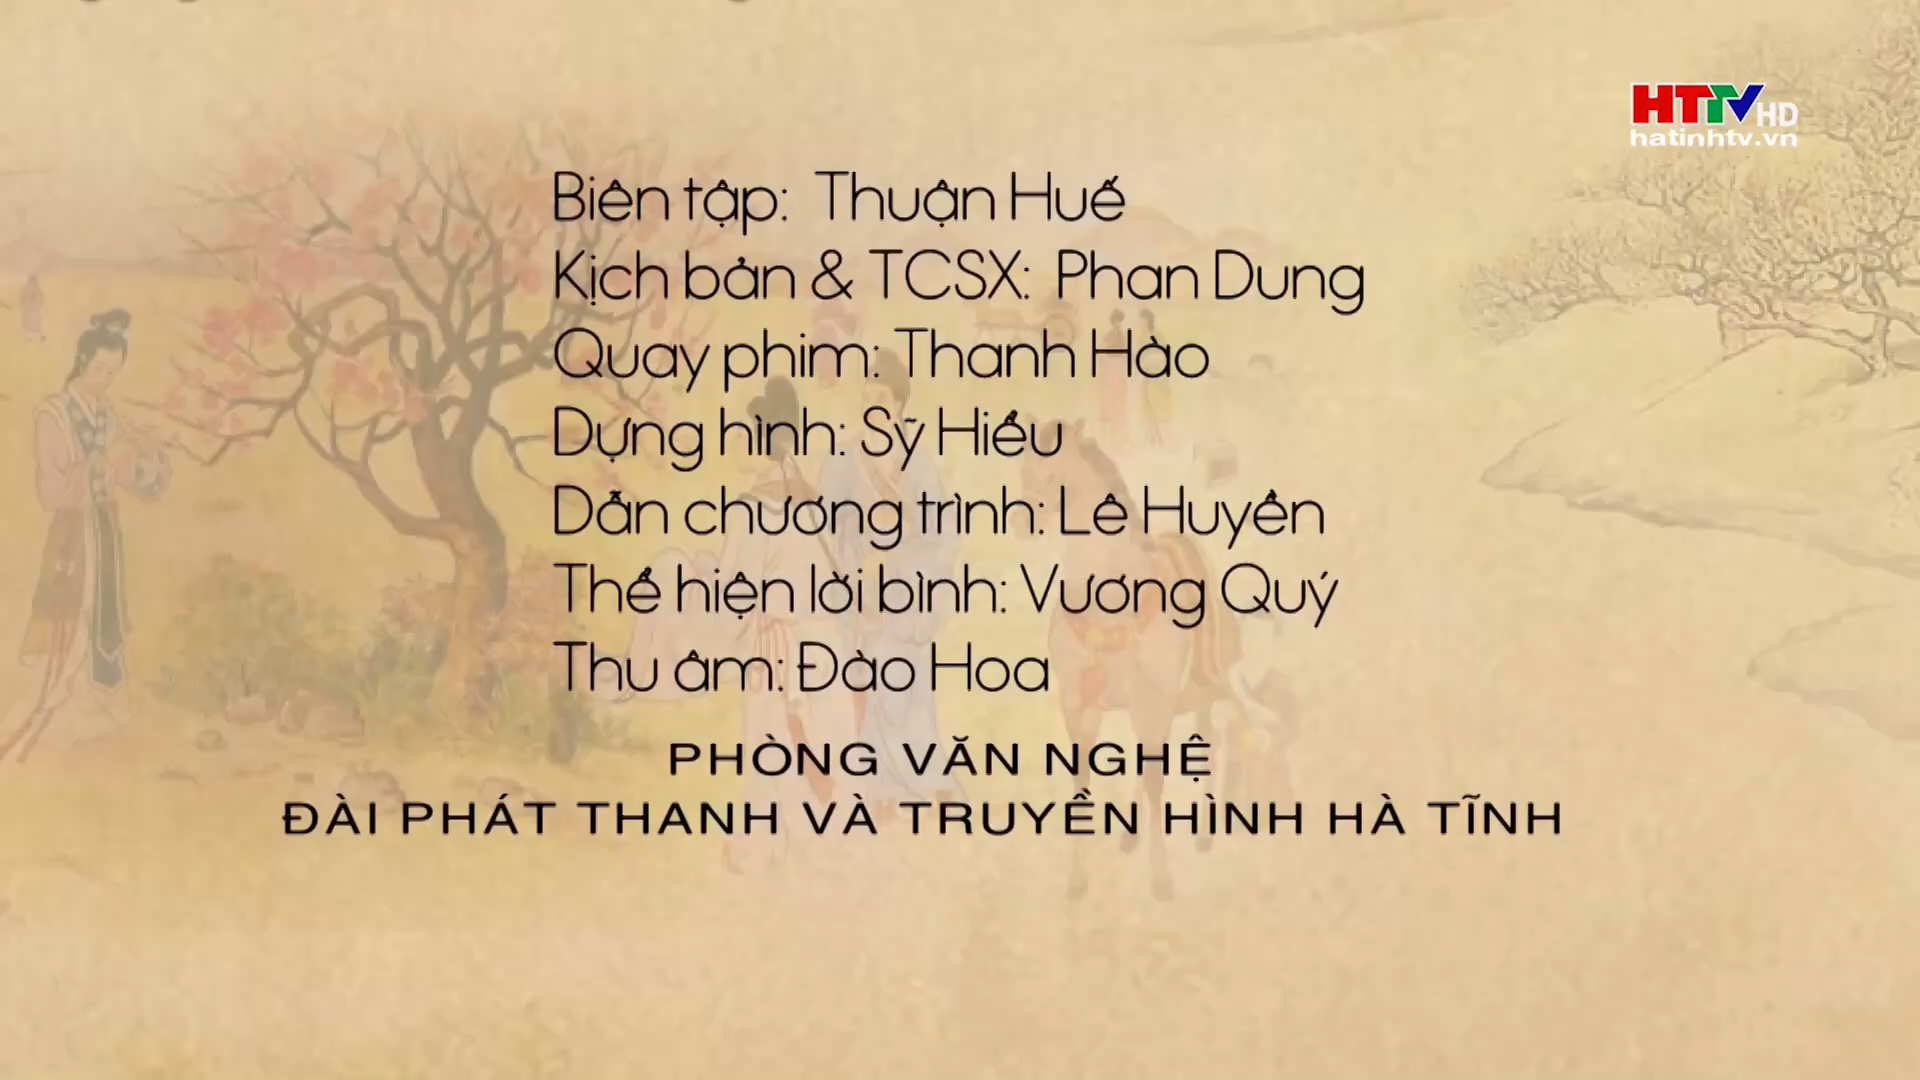 HTTV HD
hatinhtv.vn
Biên tập: Thuận Huế
Kịch bản & TCSX: Phan Dung
Quay phim: Thanh Hào
Dựng hình: Sỹ Hiểu
Dẫn chương trình: Lê Huyền
Thể hiện lời bình: Vương Quý
Thu âm: Đào Hoa
PHÒNG VĂN NGHỆ
ĐÀI PHÁT THANH VÀ TRUYỀN HÌNH HÀ TĨNH